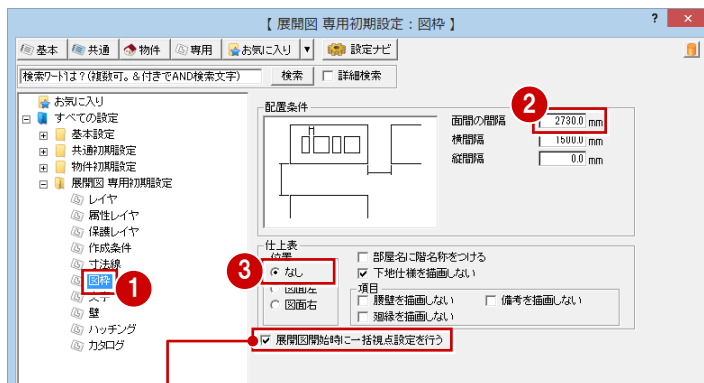 【 展開図 専用初期設定：図枠 】
? ×
基本 共通 物件 専用 お気に入り ▼ 設定ナビ
検索ワードは？(複数可。&付きでAND検索文字) 検索 詳細検索
お気に入り
すべての設定
基本設定
共通初期設定
物件初期設定
展開図 専用初期設定
レイヤ
属性レイヤ
保護レイヤ
作成条件
寸法線
図枠
文字
壁
ハッチング
カタログ
1
配置条件
2
面間の間隔 2730.0 mm
横間隔 1500.0 mm
縦間隔 0.0 mm
仕上表
位置
3
なし
図面左
図面右
部屋名に階名称をつける
下地仕様を描画しない
項目
腰壁を描画しない 備考を描画しない
廻縁を描画しない
展開図開始時に一括視点設定を行う